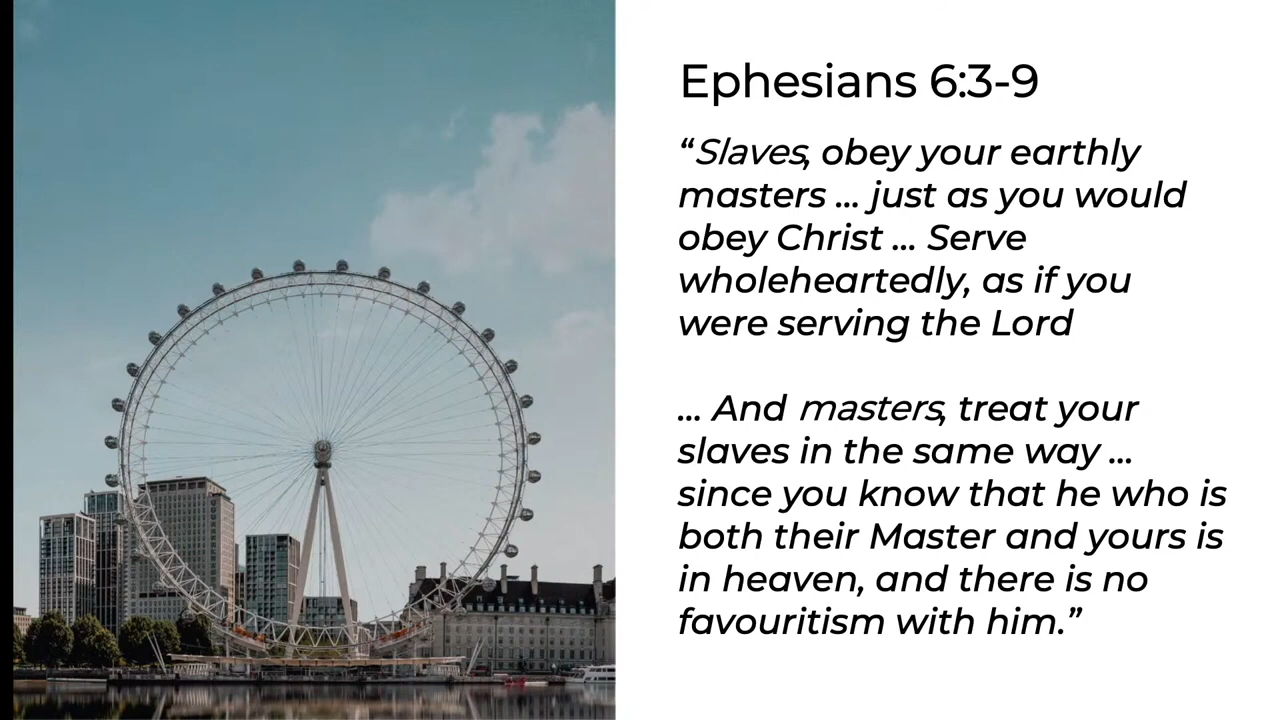 Ephesians 6:3-9
“Slaves, obey your earthly
masters ... just as you would
obey Christ ... Serve
wholeheartedly, as if you
were serving the Lord
... And masters, treat your
slaves in the same way ...
since you know that he who is
both their Master and yours is
in heaven, and there is no
favouritism with him.”